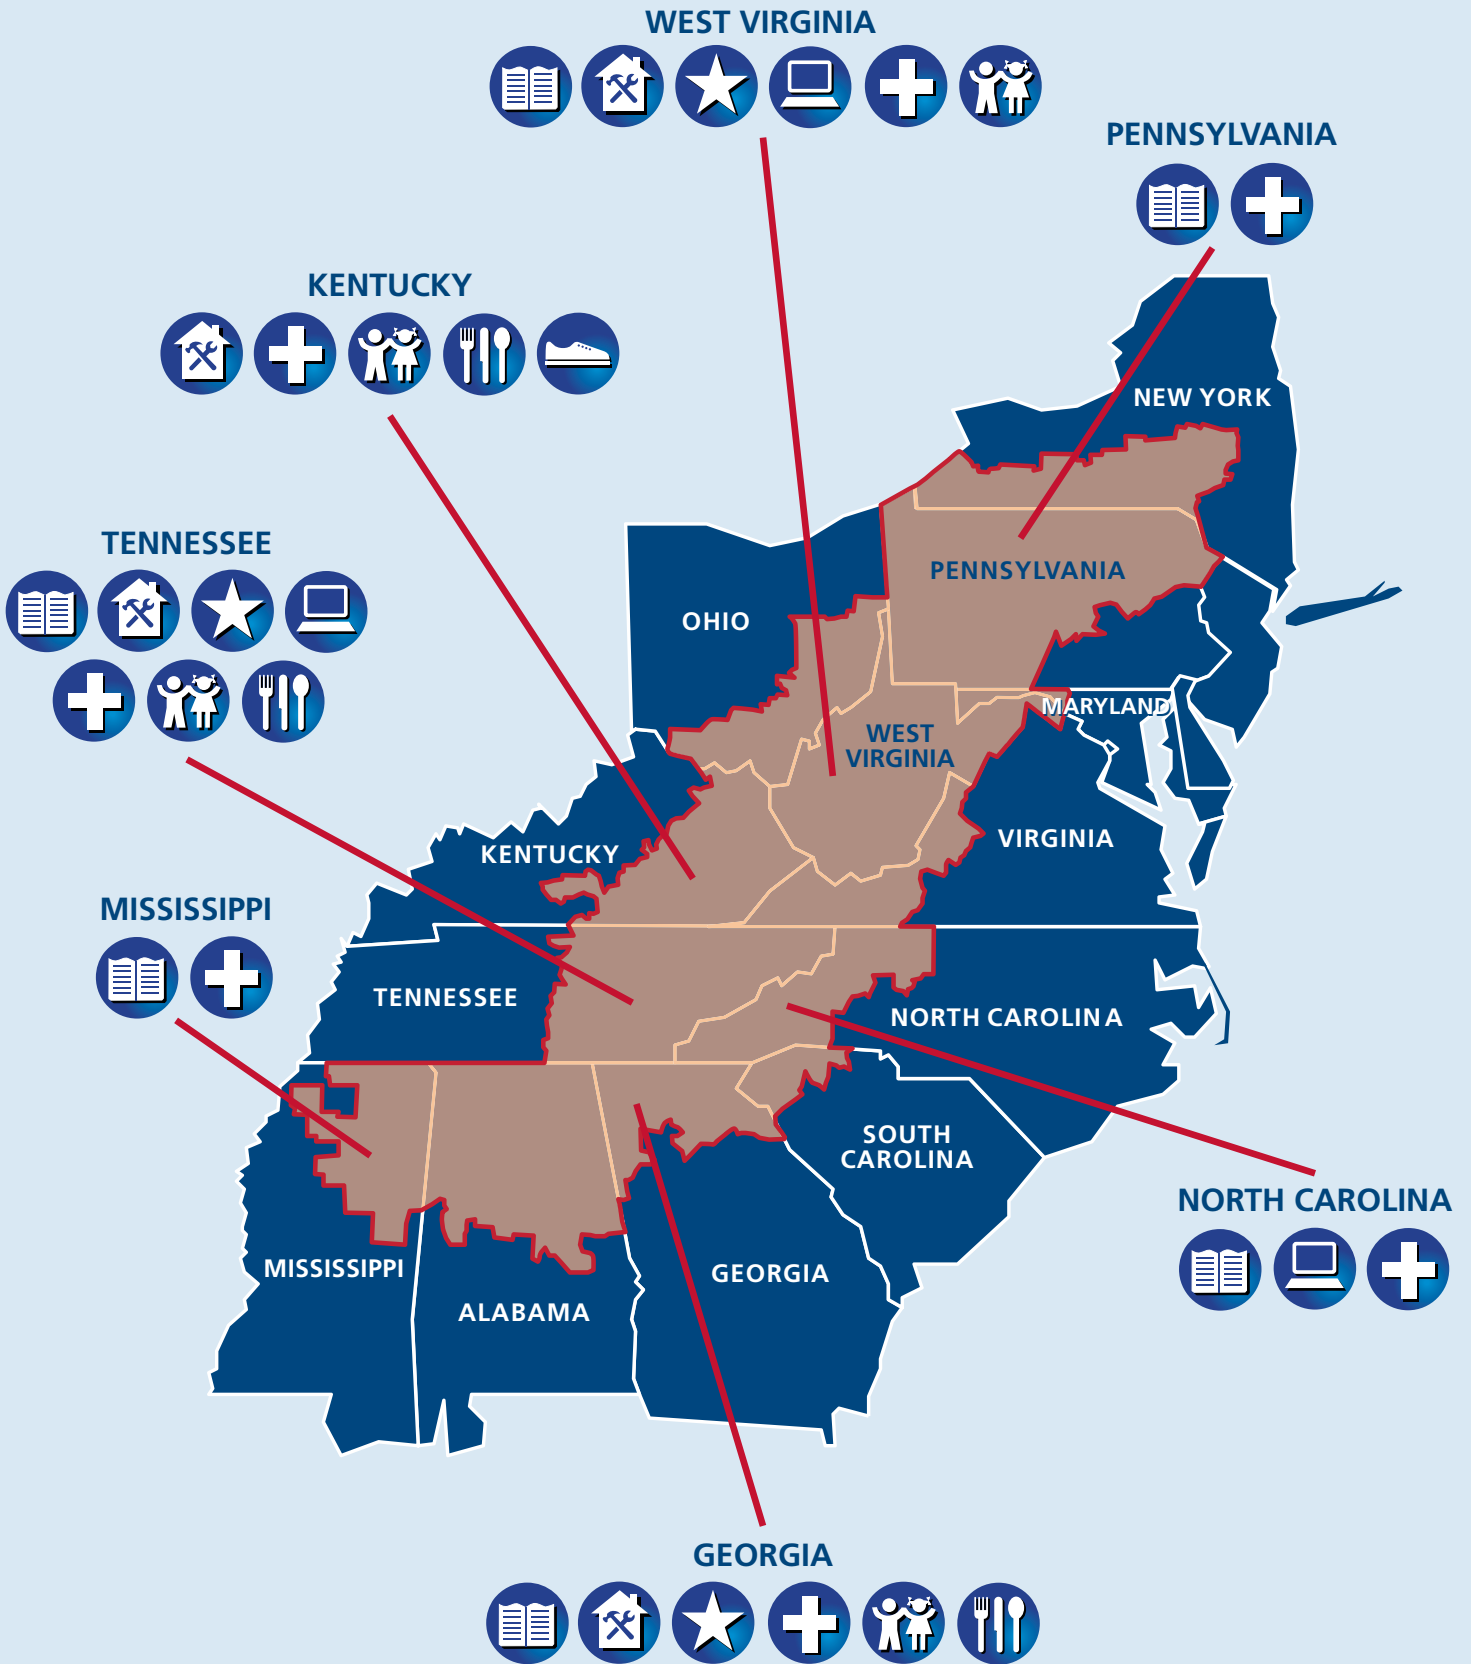 WEST VIRGINIA
PENNSYLVANIA
KENTUCKY
NEW YORK
TENNESSEE
PENNSYLVANIA
OHIO
MARYLAND
WEST
VIRGINIA
VIRGINIA
KENTUCKY
MISSISSIPPI
TENNESSEE
NORTH CAROLINA
SOUTH
CAROLINA
NORTH CAROLINA
MISSISSIPPI
GEORGIA
ALABAMA
GEORGIA